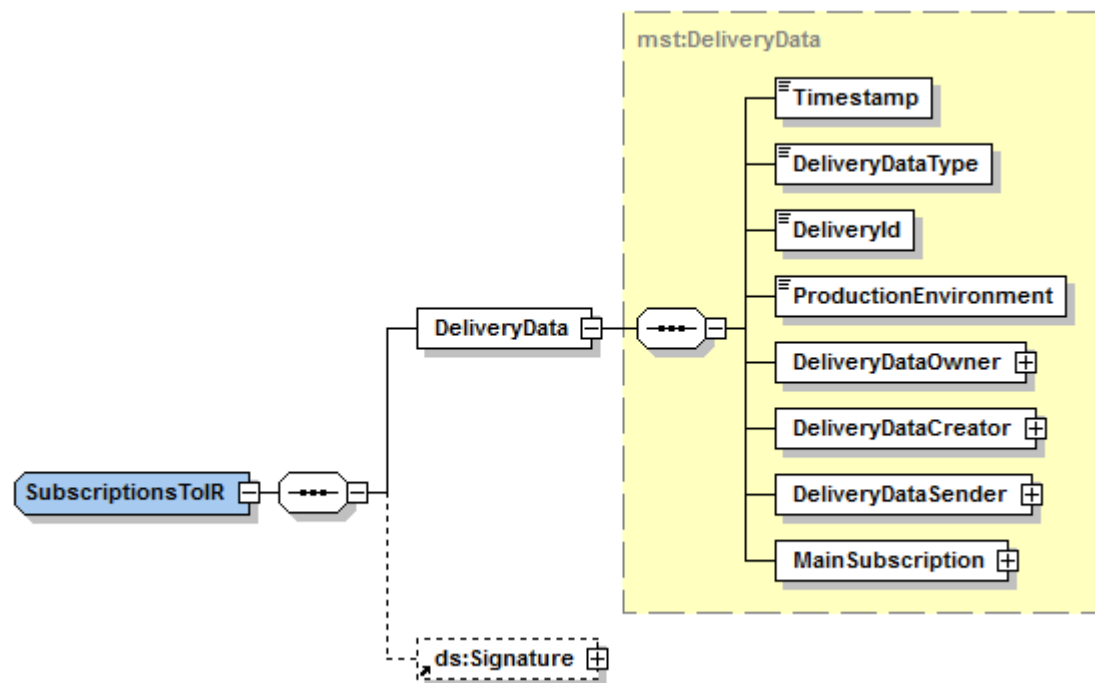 mst:DeliveryData
Timestamp
DeliveryDataType
DeliveryId
ProductionEnvironment
DeliveryData
DeliveryDataOwner
DeliveryDataCreator
SubscriptionsToIR
DeliveryDataSender
MainSubscription
ds:Signature